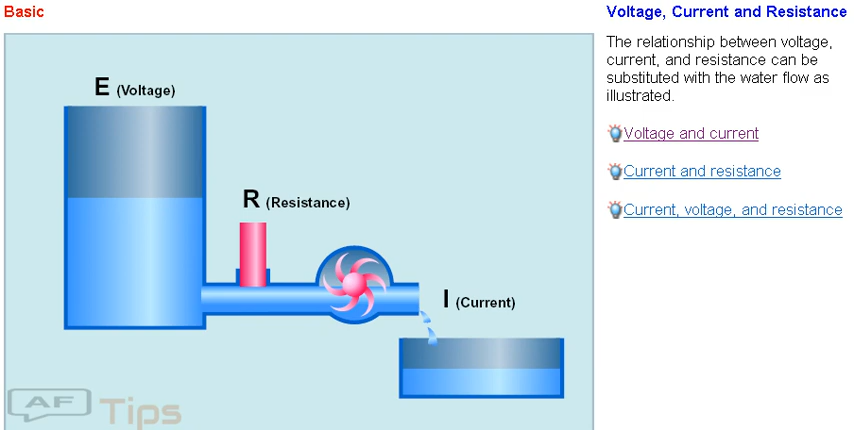 Basic
Voltage, Current and Resistance
The relationship between voltage,
current, and resistance can be
substituted with the water flow as
illustrated.
Voltage and current
Current and resistance
Current, voltage, and resistance
E (Voltage)
R (Resistance)
I (Current)
AF Tips